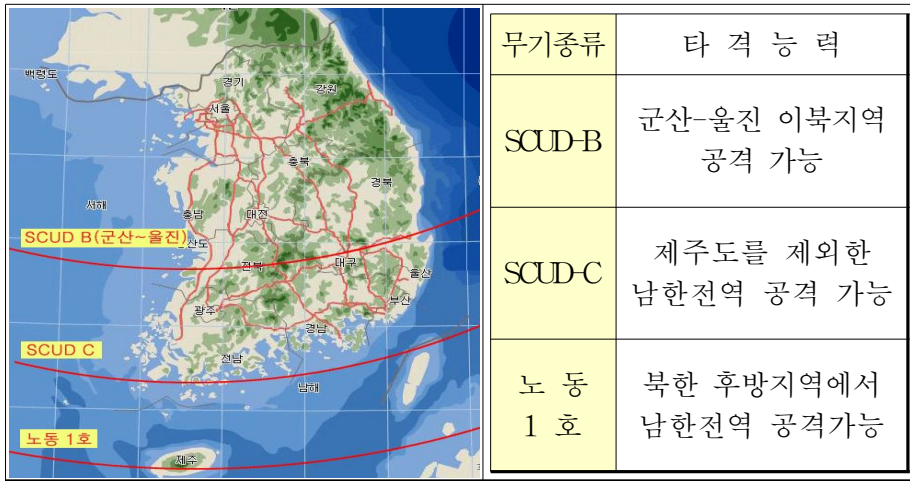 백령도
경기
서울
강원
충북
경북
서해
충남
대전
SCUD B(군산~울진)
산도
전북
대구
울산
광주
부산
경남
SCUD C
전남
남해
노동 1호
제주
무기종류
타 격 능 력
SCUD-B
군산-울진 이북지역
공격 가능
SCUD-C
제주도를 제외한
남한전역 공격 가능
노 동
1 호
북한 후방지역에서
남한전역 공격가능